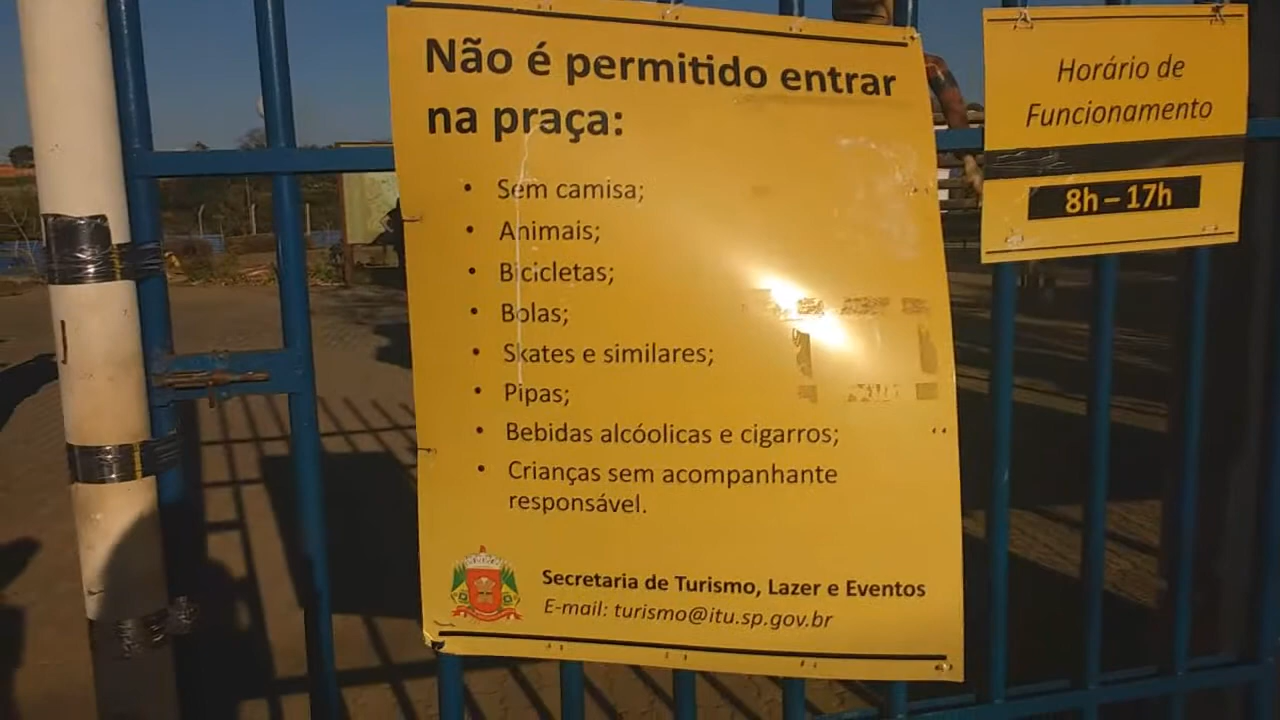 Não é permitido entrar
na praça:
• Sem camisa;
• Animais;
• Bicicletas;
• Bolas;
• Skates e similares;
• Pipas;
• Bebidas alcóolicas e cigarros;
• Crianças sem acompanhante
responsável.
Secretaria de Turismo, Lazer e Eventos
E-mail: turismo@itu.sp.gov.br
Horário de
Funcionamento
8h – 17h